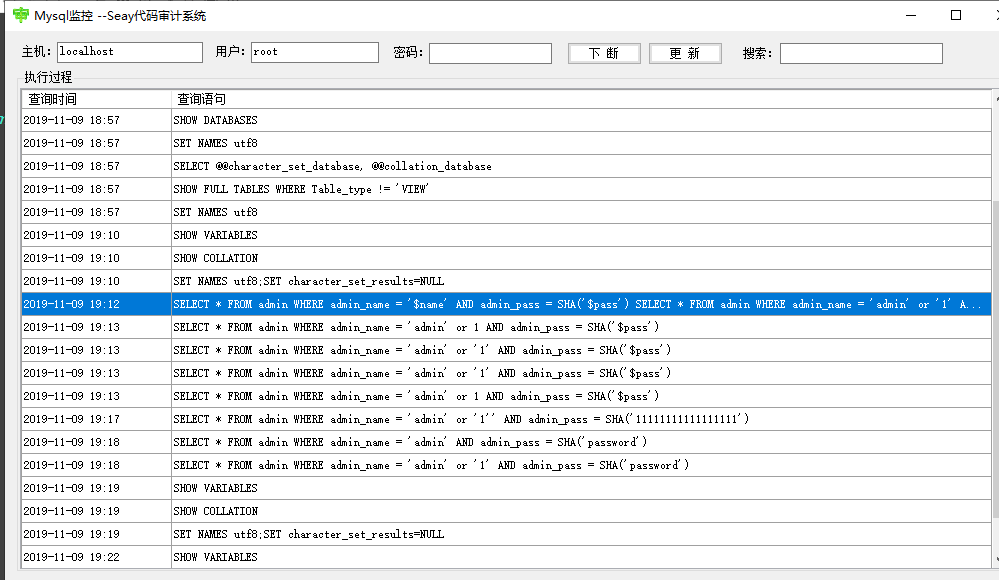 Mysql监控 --Seay代码审计系统
主机: localhost 用户: root 密码: 下 断 更 新 搜索:
执行过程
查询时间 查询语句
2019-11-09 18:57 SHOW DATABASES
2019-11-09 18:57 SET NAMES utf8
2019-11-09 18:57 SELECT @@character_set_database, @@collation_database
2019-11-09 18:57 SHOW FULL TABLES WHERE Table_type != 'VIEW'
2019-11-09 18:57 SET NAMES utf8
2019-11-09 19:10 SHOW VARIABLES
2019-11-09 19:10 SHOW COLLATION
2019-11-09 19:10 SET NAMES utf8;SET character_set_results=NULL
2019-11-09 19:12 SELECT * FROM admin WHERE admin_name = '$name' AND admin_pass = SHA('$pass') SELECT * FROM admin WHERE admin_name = 'admin' or '1' A...
2019-11-09 19:13 SELECT * FROM admin WHERE admin_name = 'admin' or 1 AND admin_pass = SHA('$pass')
2019-11-09 19:13 SELECT * FROM admin WHERE admin_name = 'admin' or '1' AND admin_pass = SHA('$pass')
2019-11-09 19:13 SELECT * FROM admin WHERE admin_name = 'admin' or '1' AND admin_pass = SHA('$pass')
2019-11-09 19:13 SELECT * FROM admin WHERE admin_name = 'admin' or 1 AND admin_pass = SHA('$pass')
2019-11-09 19:17 SELECT * FROM admin WHERE admin_name = 'admin' or '1'' AND admin_pass = SHA('11111111111111111')
2019-11-09 19:18 SELECT * FROM admin WHERE admin_name = 'admin' AND admin_pass = SHA('password')
2019-11-09 19:18 SELECT * FROM admin WHERE admin_name = 'admin' or '1' AND admin_pass = SHA('password')
2019-11-09 19:19 SHOW VARIABLES
2019-11-09 19:19 SHOW COLLATION
2019-11-09 19:19 SET NAMES utf8;SET character_set_results=NULL
2019-11-09 19:22 SHOW VARIABLES